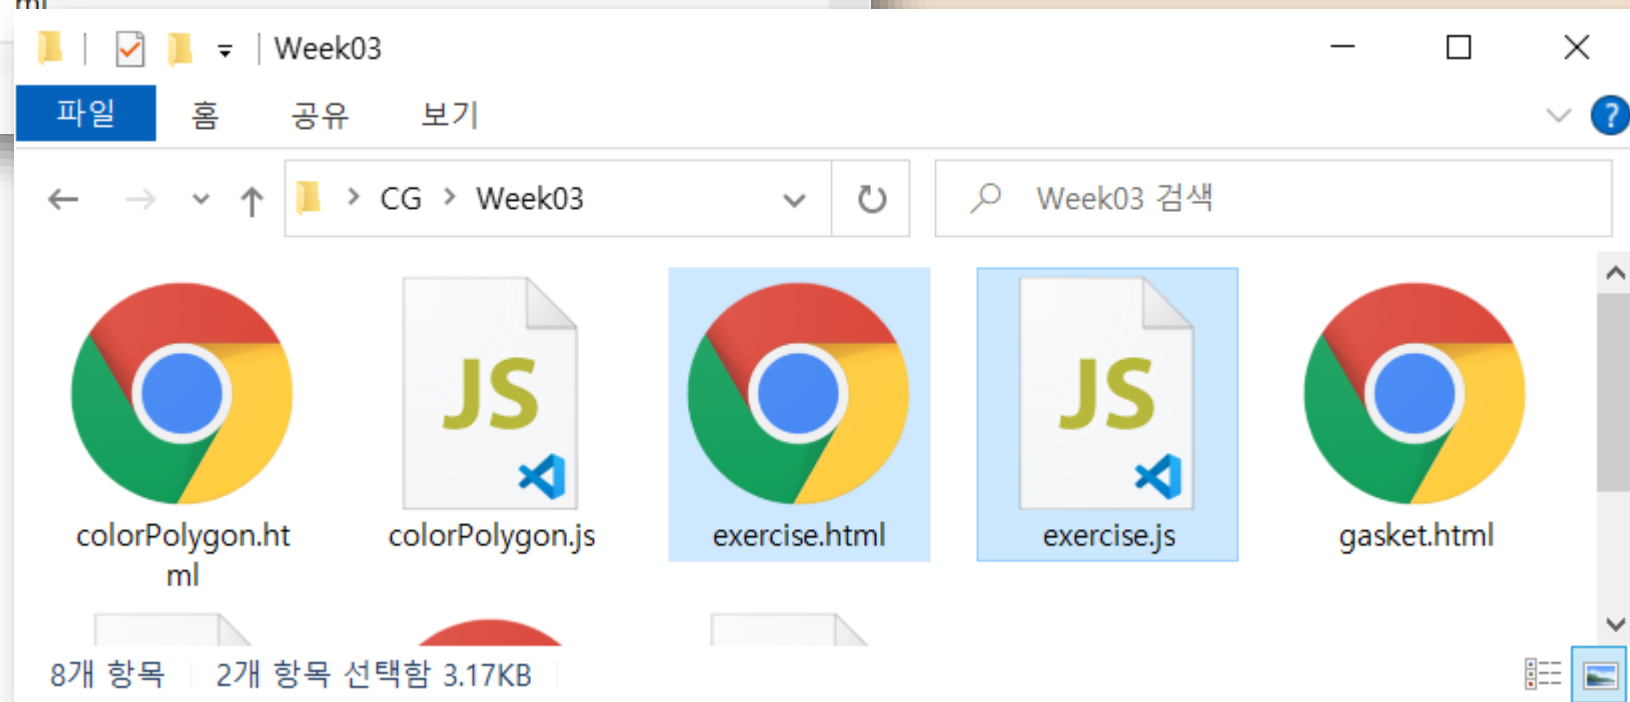 ml
Week03
파일 홈 공유 보기
?
CG > Week03
Week03 검색
JS
JS
colorPolygon.ht
ml
colorPolygon.js
exercise.html
exercise.js
gasket.html
8개 항목 2개 항목 선택함 3.17KB